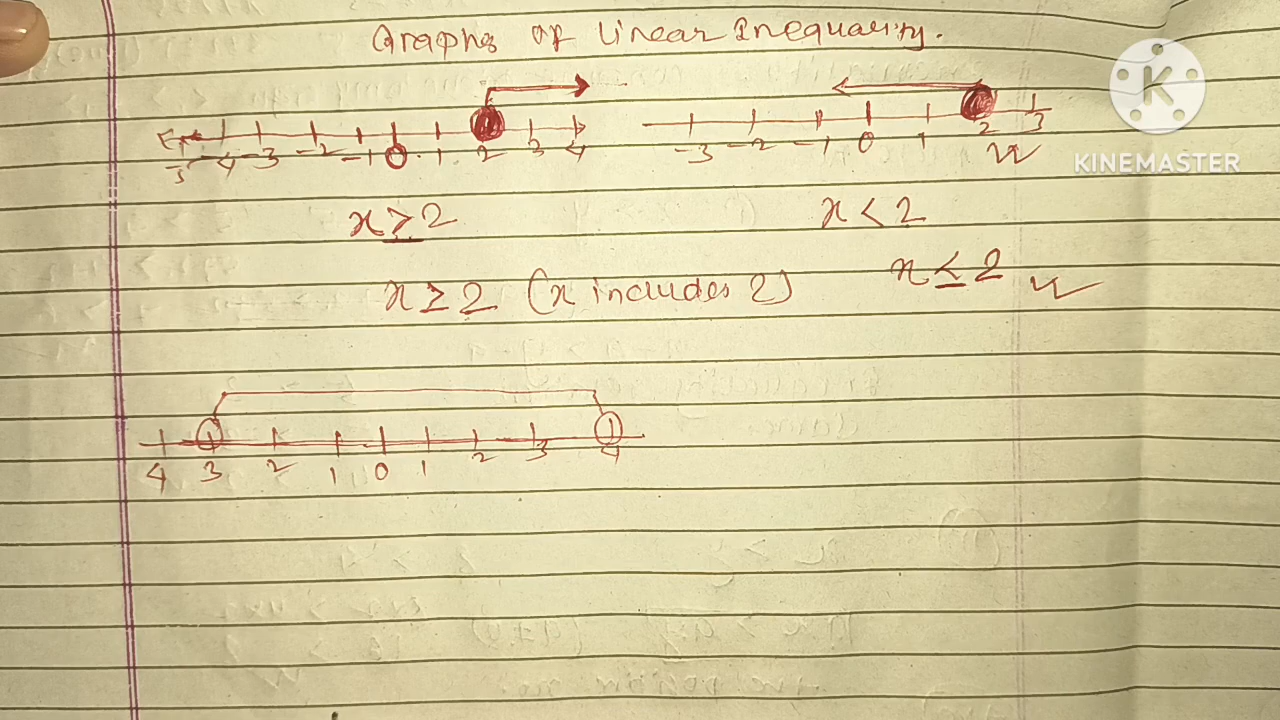 Graphs of Linear Inequality.
-5 -4 -3 -2 -1 0 1 2 3 4
-3 -2 -1 0 1 2 3
K
KINEMASTER
x ≥ 2
x < 2
x ≥ 2 (x includes 2)
x ≤ 2
4 3 2 1 0 1 2 3 4